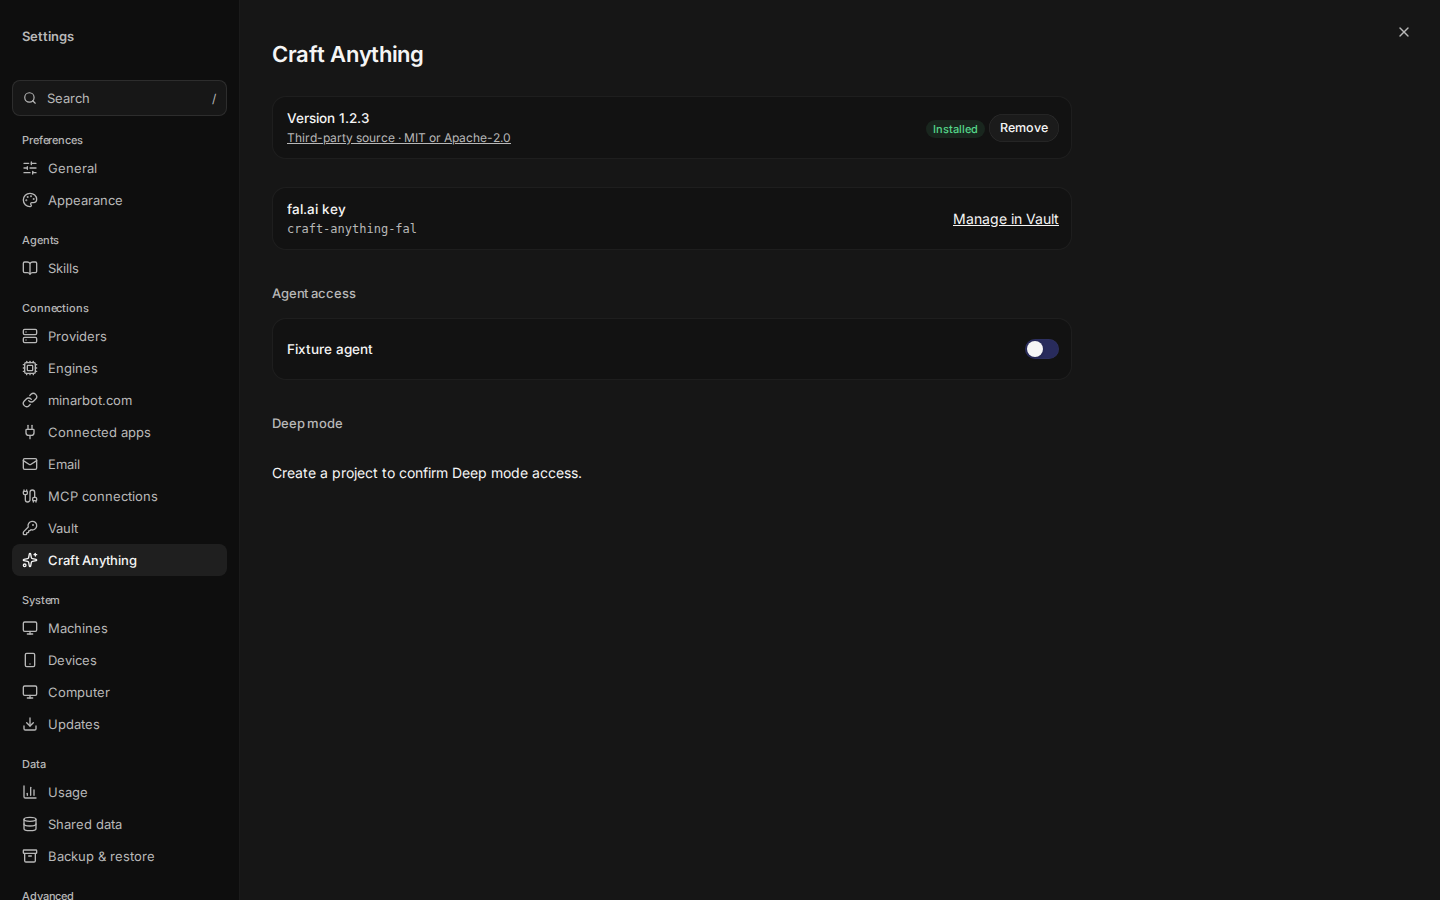 Settings
Search /
Preferences
General
Appearance
Agents
Skills
Connections
Providers
Engines
minarbot.com
Connected apps
Email
MCP connections
Vault
Craft Anything
System
Machines
Devices
Computer
Updates
Data
Usage
Shared data
Backup & restore
Advanced
Craft Anything
Version 1.2.3
Third-party source · MIT or Apache-2.0
Installed
Remove
fal.ai key
craft-anything-fal
Manage in Vault
Agent access
Fixture agent
Deep mode
Create a project to confirm Deep mode access.